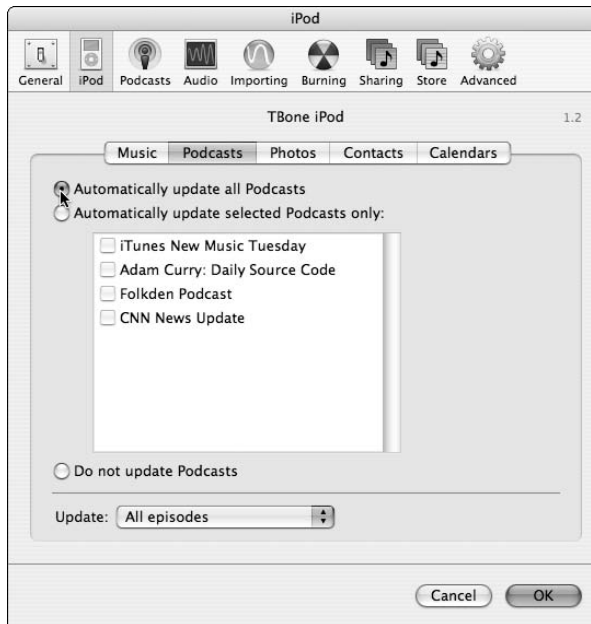 iPod
General iPod Podcasts Audio Importing Burning Sharing Store Advanced
TBone iPod 1.2
Music Podcasts Photos Contacts Calendars
Automatically update all Podcasts
Automatically update selected Podcasts only:
iTunes New Music Tuesday
Adam Curry: Daily Source Code
Folkden Podcast
CNN News Update
Do not update Podcasts
Update: All episodes
Cancel OK